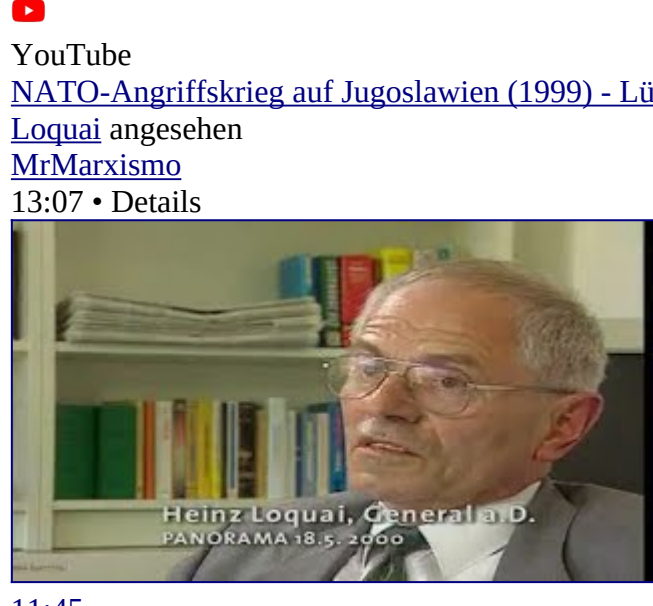 YouTube
NATO-Angriffskrieg auf Jugoslawien (1999) - Lü
Loquai angesehen
MrMarxismo
13:07 • Details
Heinz Loquai, General a.D.
PANORAMA 18.5. 2000
11:45